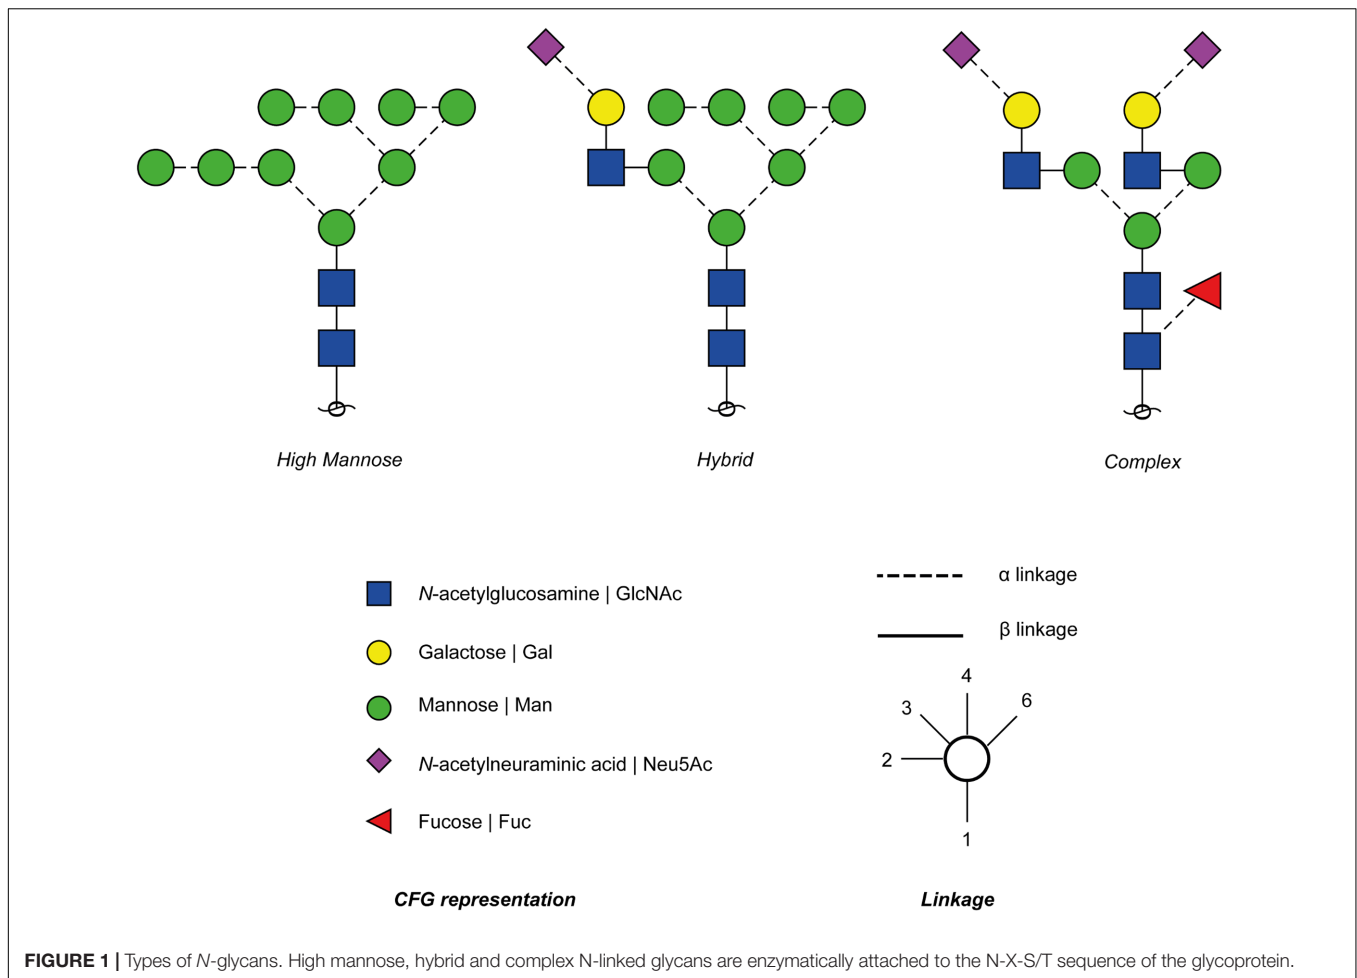 High Mannose
Hybrid
Complex
N-acetylglucosamine | GlcNAc
Galactose | Gal
Mannose | Man
N-acetylneuraminic acid | Neu5Ac
Fucose | Fuc
CFG representation
α linkage
β linkage
4
3
6
2
1
Linkage
FIGURE 1 | Types of N-glycans. High mannose, hybrid and complex N-linked glycans are enzymatically attached to the N-X-S/T sequence of the glycoprotein.